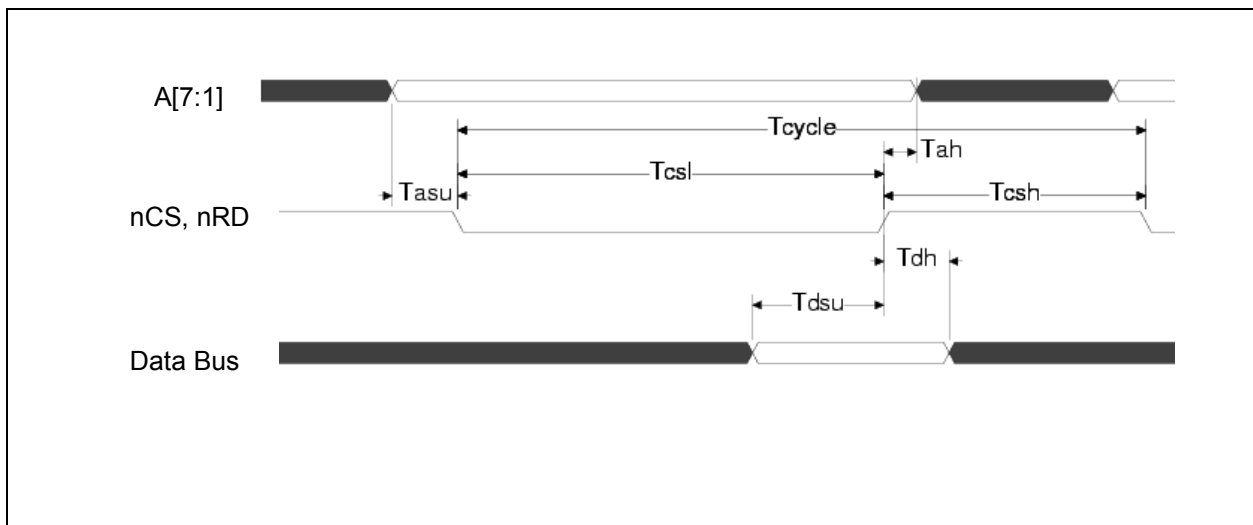 A[7:1]
Tcycle
Tah
Tcsl
Tasu
Tcsh
nCS, nRD
Tdh
Tdsu
Data Bus